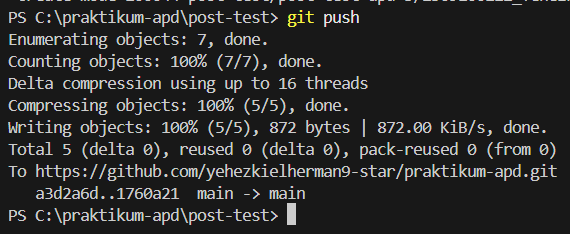 PS C:\praktikum-apd\post-test> git push
Enumerating objects: 7, done.
Counting objects: 100% (7/7), done.
Delta compression using up to 16 threads
Compressing objects: 100% (5/5), done.
Writing objects: 100% (5/5), 872 bytes | 872.00 KiB/s, done.
Total 5 (delta 0), reused 0 (delta 0), pack-reused 0 (from 0)
To https://github.com/yehezkielherman9-star/praktikum-apd.git
   a3d2a6d..1760a21  main -> main
PS C:\praktikum-apd\post-test>